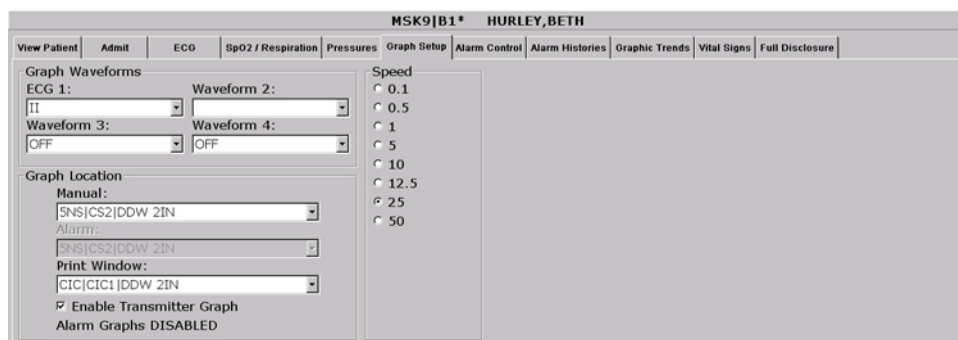 MSK9|B1* HURLEY,BETH
View Patient Admit ECG SpO2 / Respiration Pressures Graph Setup Alarm Control Alarm Histories Graphic Trends Vital Signs Full Disclosure
Graph Waveforms
ECG 1: Waveform 2:
II
Waveform 3: Waveform 4:
OFF OFF
Graph Location
Manual:
5NS|CS2|DDW 2IN
Alarm:
5NS|CS2|DDW 2IN
Print Window:
CIC|CIC1|DDW 2IN
Enable Transmitter Graph
Alarm Graphs DISABLED
Speed
0.1
0.5
1
5
10
12.5
25
50